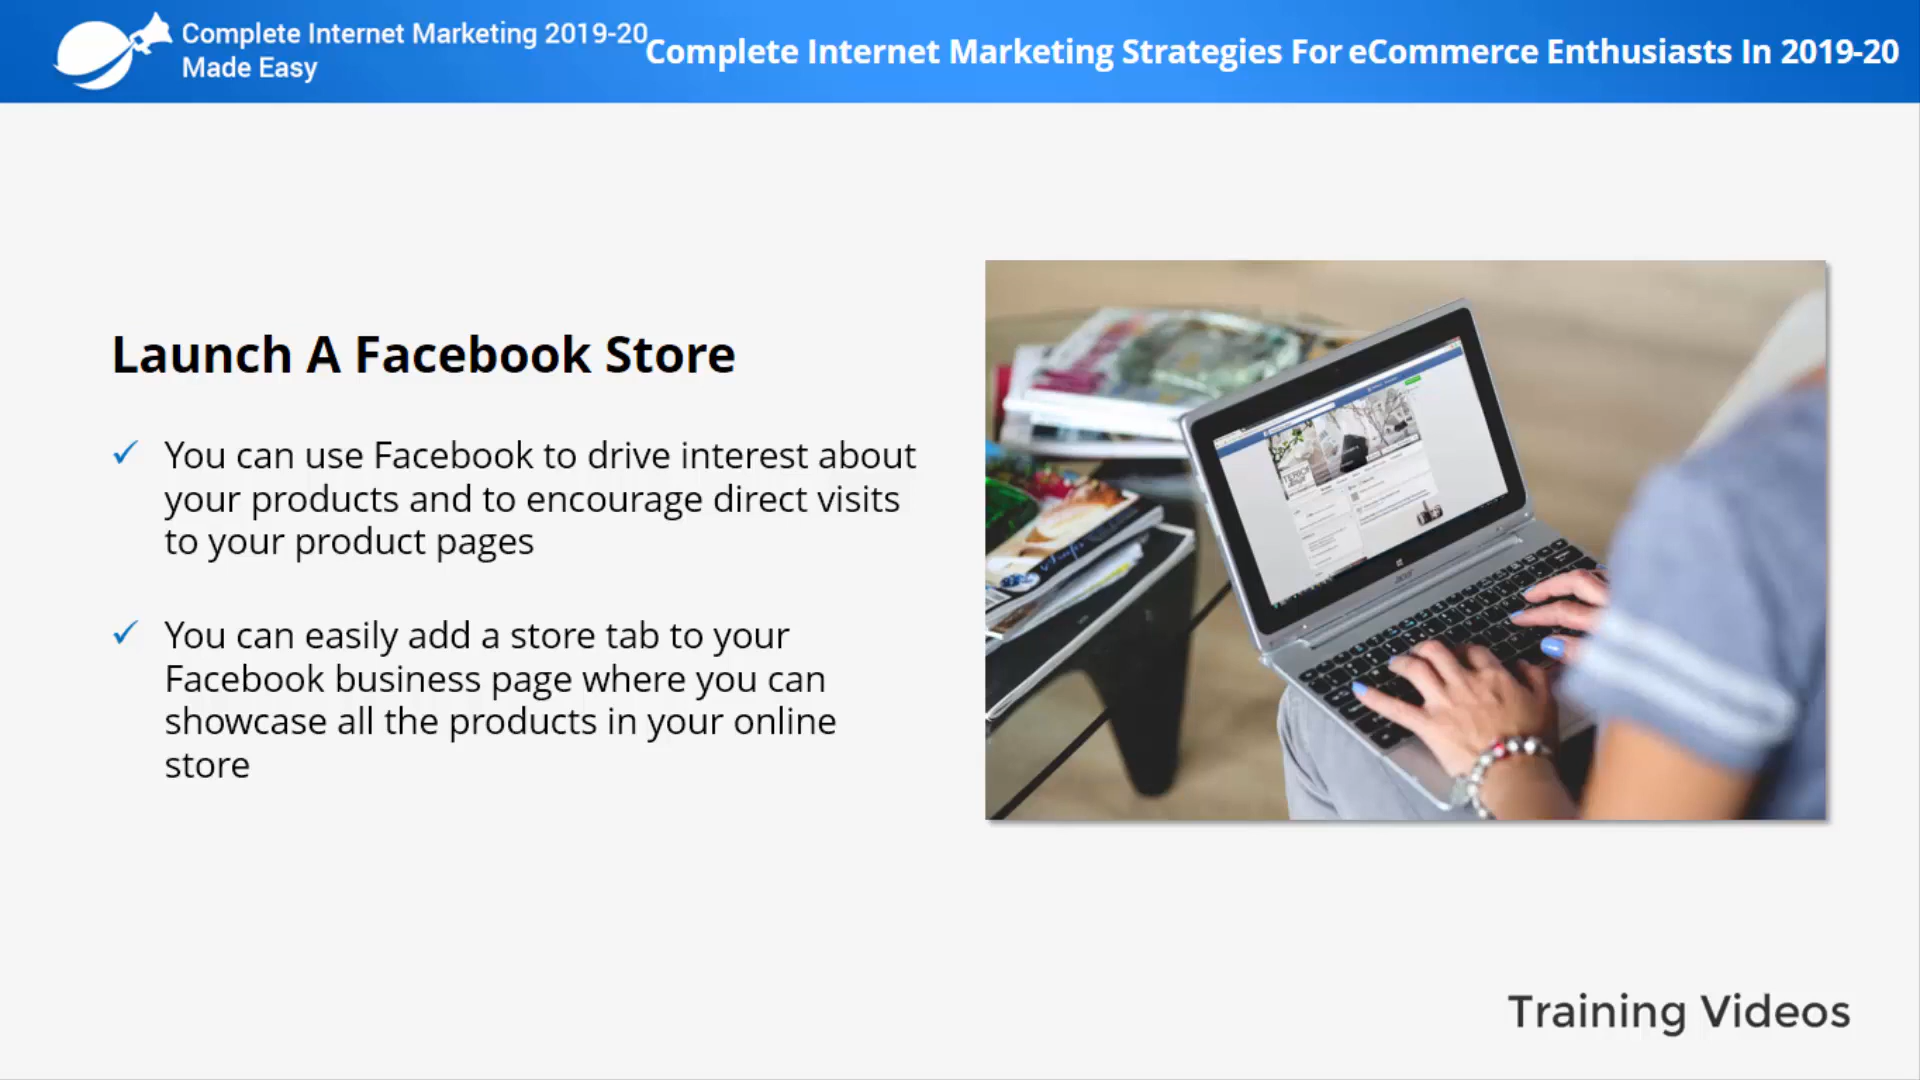 Complete Internet Marketing 2019-20
Made Easy
Complete Internet Marketing Strategies For eCommerce Enthusiasts In 2019-20
Launch A Facebook Store
✓ You can use Facebook to drive interest about
your products and to encourage direct visits
to your product pages
✓ You can easily add a store tab to your
Facebook business page where you can
showcase all the products in your online
store
acer
Training Videos